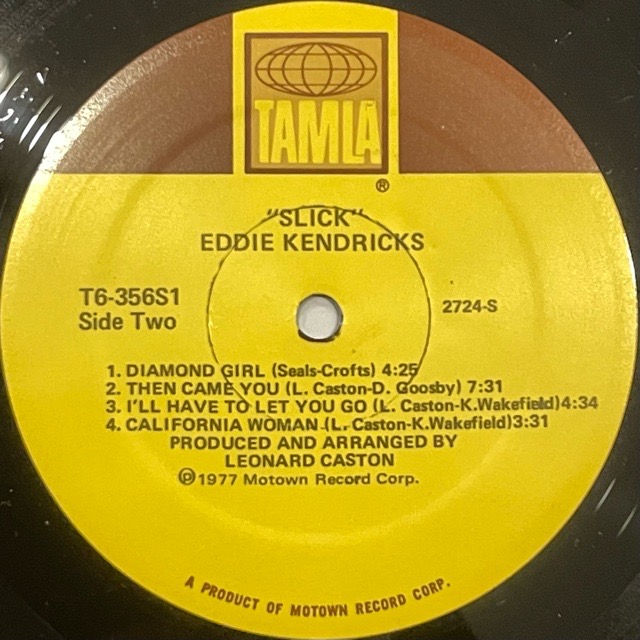 TAMLA
®
"SLICK"
EDDIE KENDRICKS
T6-356S1
Side Two
2724-S
1. DIAMOND GIRL (Seals-Crofts) 4:25
2. THEN CAME YOU (L. Caston-D. Goosby) 7:31
3. I'LL HAVE TO LET YOU GO (L. Caston-K.Wakefield)4:34
4. CALIFORNIA WOMAN (L. Caston-K.Wakefield)3:31
PRODUCED AND ARRANGED BY
LEONARD CASTON
℗1977 Motown Record Corp.
A PRODUCT OF MOTOWN RECORD CORP.